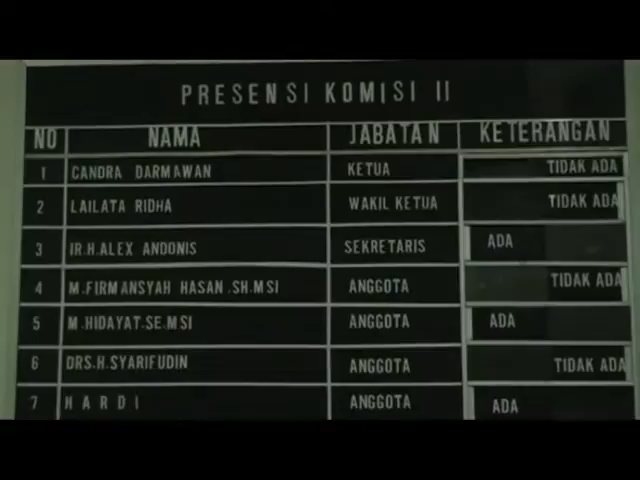 PRESENSI KOMISI II
NO NAMA JABATAN KETERANGAN
1 CANDRA DARMAWAN KETUA TIDAK ADA
2 LAILATA RIDHA WAKIL KETUA TIDAK ADA
3 IR.H.ALEX ANDONIS SEKRETARIS ADA
4 M.FIRMANSYAH HASAN.SH.MSI ANGGOTA TIDAK ADA
5 M.HIDAYAT.SE.MSI ANGGOTA ADA
6 DRS.H.SYARIFUDIN ANGGOTA TIDAK ADA
7 HARDI ANGGOTA ADA